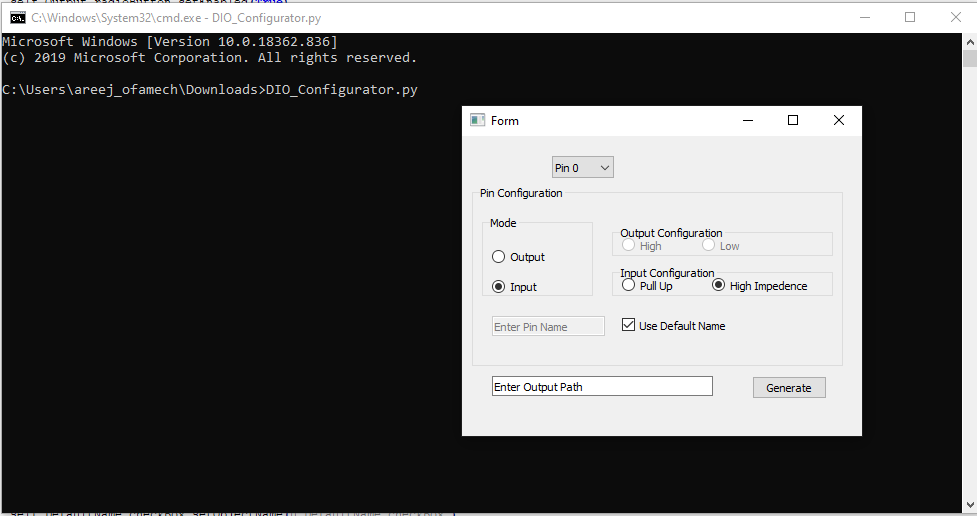 C:\Windows\System32\cmd.exe - DIO_Configurator.py
Microsoft Windows [Version 10.0.18362.836]
(c) 2019 Microsoft Corporation. All rights reserved.
C:\Users\areej_ofamech\Downloads>DIO_Configurator.py
Form
Pin 0
Pin Configuration
Mode
Output
Input
Output Configuration
High
Low
Input Configuration
Pull Up
High Impedence
Enter Pin Name
Use Default Name
Enter Output Path
Generate